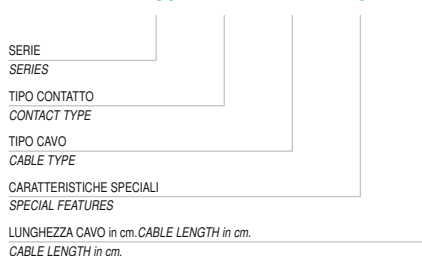 SERIE
SERIES
TIPO CONTATTO
CONTACT TYPE
TIPO CAVO
CABLE TYPE
CARATTERISTICHE SPECIALI
SPECIAL FEATURES
LUNGHEZZA CAVO in cm.CABLE LENGTH in cm.
CABLE LENGTH in cm.